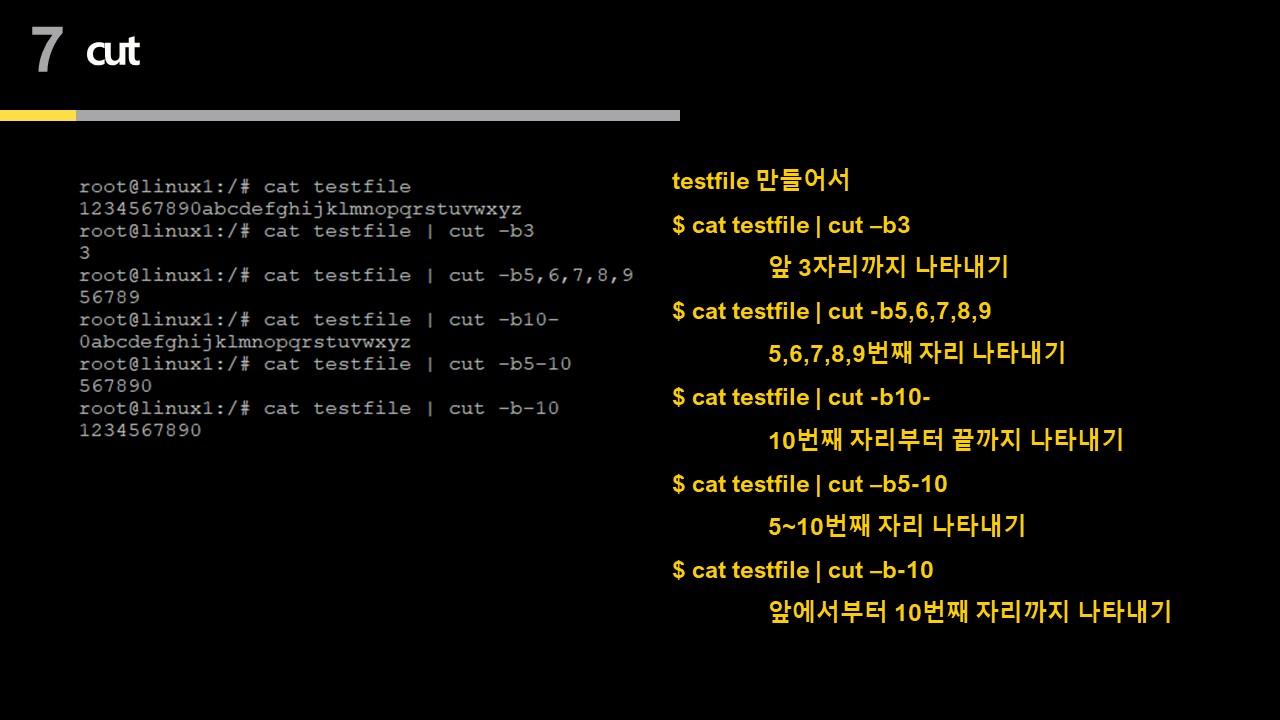 7 cut
root@linux1:/# cat testfile
1234567890abcdefghijklmnopqrstuvwxyz
root@linux1:/# cat testfile | cut -b3
3
root@linux1:/# cat testfile | cut -b5,6,7,8,9
56789
root@linux1:/# cat testfile | cut -b10-
0abcdefghijklmnopqrstuvwxyz
root@linux1:/# cat testfile | cut -b5-10
567890
root@linux1:/# cat testfile | cut -b-10
1234567890
testfile 만들어서
$ cat testfile | cut –b3
앞 3자리까지 나타내기
$ cat testfile | cut -b5,6,7,8,9
5,6,7,8,9번째 자리 나타내기
$ cat testfile | cut -b10-
10번째 자리부터 끝까지 나타내기
$ cat testfile | cut –b5-10
5~10번째 자리 나타내기
$ cat testfile | cut –b-10
앞에서부터 10번째 자리까지 나타내기